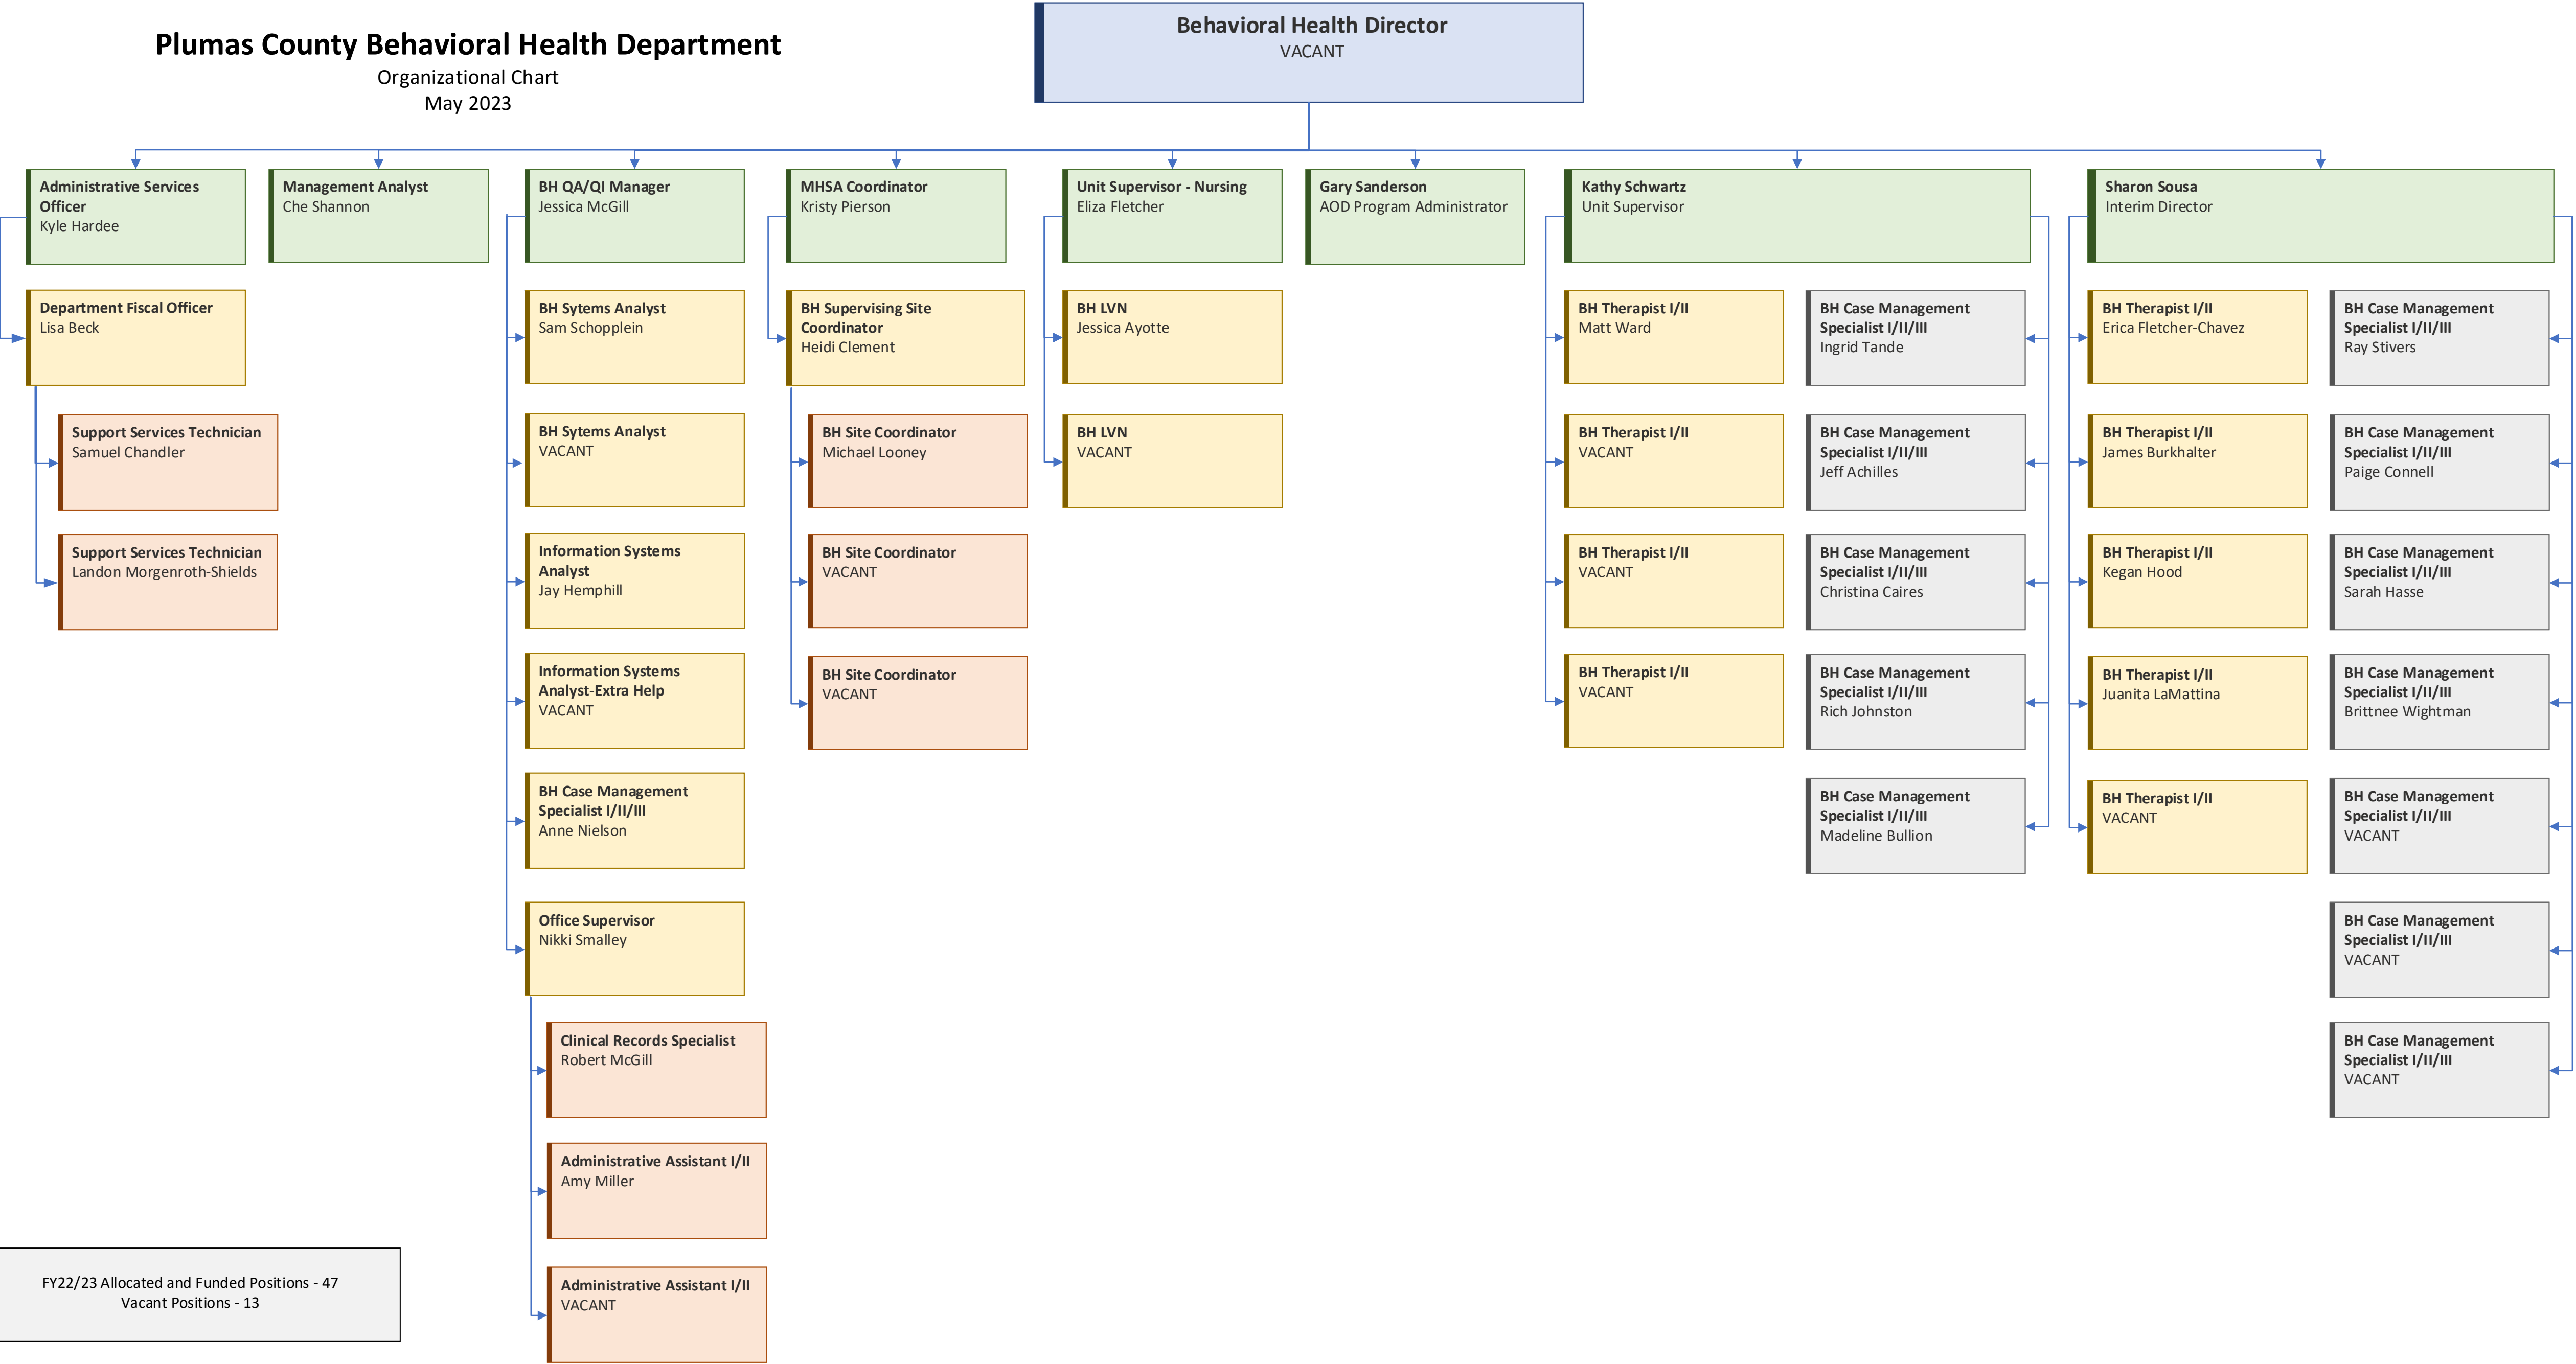 Plumas County Behavioral Health Department
Organizational Chart
May 2023
Behavioral Health Director
VACANT
Administrative Services
Officer
Kyle Hardee
Department Fiscal Officer
Lisa Beck
Support Services Technician
Samuel Chandler
Support Services Technician
Landon Morgenroth-Shields
Management Analyst
Che Shannon
BH QA/QI Manager
Jessica McGill
BH Sytems Analyst
Sam Schopplein
BH Sytems Analyst
VACANT
Information Systems
Analyst
Jay Hemphill
Information Systems
Analyst-Extra Help
VACANT
BH Case Management
Specialist I/II/III
Anne Nielson
Office Supervisor
Nikki Smalley
Clinical Records Specialist
Robert McGill
Administrative Assistant I/II
Amy Miller
Administrative Assistant I/II
VACANT
MHSA Coordinator
Kristy Pierson
BH Supervising Site
Coordinator
Heidi Clement
BH Site Coordinator
Michael Looney
BH Site Coordinator
VACANT
BH Site Coordinator
VACANT
Unit Supervisor - Nursing
Eliza Fletcher
BH LVN
Jessica Ayotte
BH LVN
VACANT
Gary Sanderson
AOD Program Administrator
Kathy Schwartz
Unit Supervisor
BH Therapist I/II
Matt Ward
BH Therapist I/II
VACANT
BH Therapist I/II
VACANT
BH Therapist I/II
VACANT
BH Case Management
Specialist I/II/III
Ingrid Tande
BH Case Management
Specialist I/II/III
Jeff Achilles
BH Case Management
Specialist I/II/III
Christina Caires
BH Case Management
Specialist I/II/III
Rich Johnston
BH Case Management
Specialist I/II/III
Madeline Bullion
Sharon Sousa
Interim Director
BH Therapist I/II
Erica Fletcher-Chavez
BH Therapist I/II
James Burkhalter
BH Therapist I/II
Kegan Hood
BH Therapist I/II
Juanita LaMattina
BH Therapist I/II
VACANT
BH Case Management
Specialist I/II/III
Ray Stivers
BH Case Management
Specialist I/II/III
Paige Connell
BH Case Management
Specialist I/II/III
Sarah Hasse
BH Case Management
Specialist I/II/III
Brittnee Wightman
BH Case Management
Specialist I/II/III
VACANT
BH Case Management
Specialist I/II/III
VACANT
BH Case Management
Specialist I/II/III
VACANT
FY22/23 Allocated and Funded Positions - 47
Vacant Positions - 13